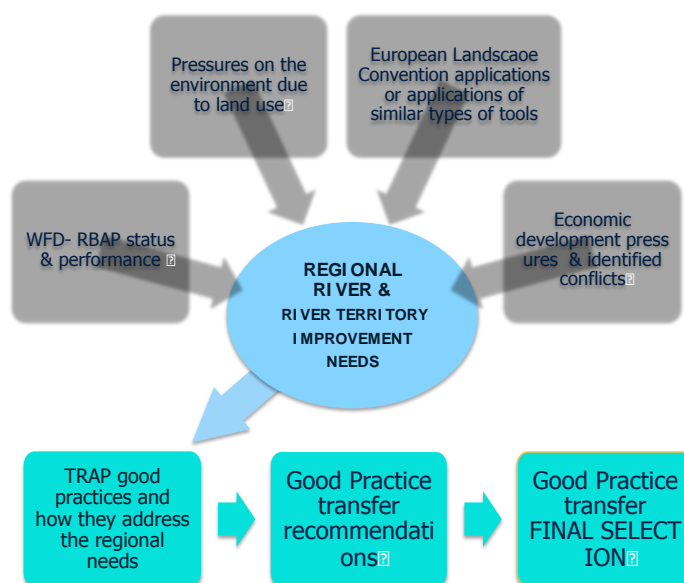 Pressures on the
environment due
to land use
European Landscaoe
Convention applications
or applications of
similar types of tools
WFD- RBAP status
& performance
Economic
development press
ures & identified
conflicts
REGIONAL
RIVER &
RIVER TERRITORY
IMPROVEMENT
NEEDS
TRAP good
practices and
how they address
the regional
needs
Good Practice
transfer
recommendati
ons
Good Practice
transfer
FINAL SELECT
ION